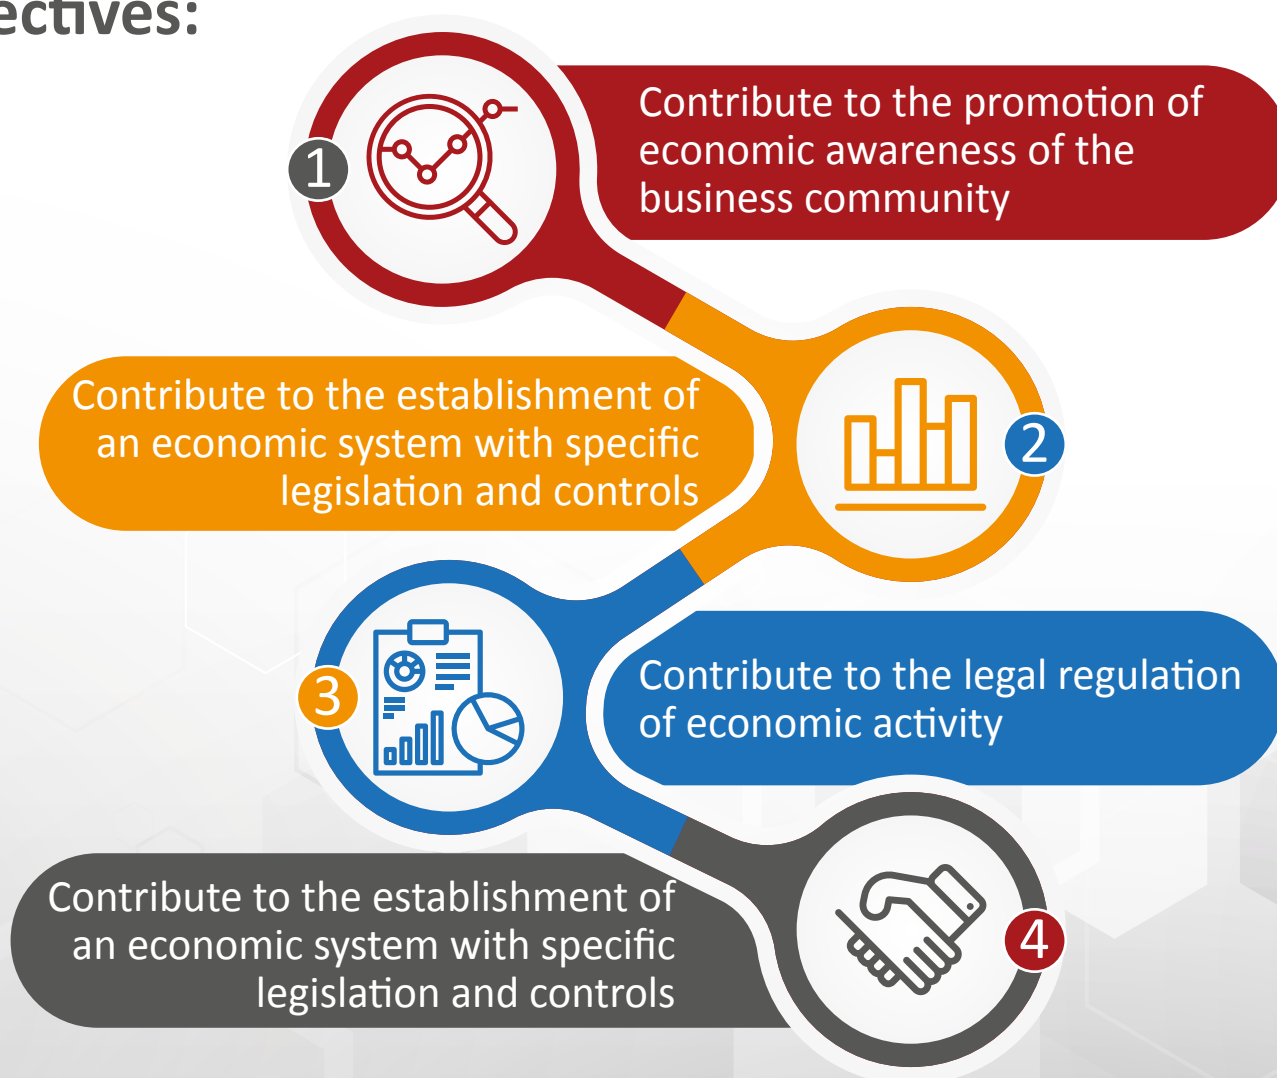 ectives:
1
Contribute to the promotion of
economic awareness of the
business community
Contribute to the establishment of
an economic system with specific
legislation and controls
2
3
Contribute to the legal regulation
of economic activity
Contribute to the establishment of
an economic system with specific
legislation and controls
4